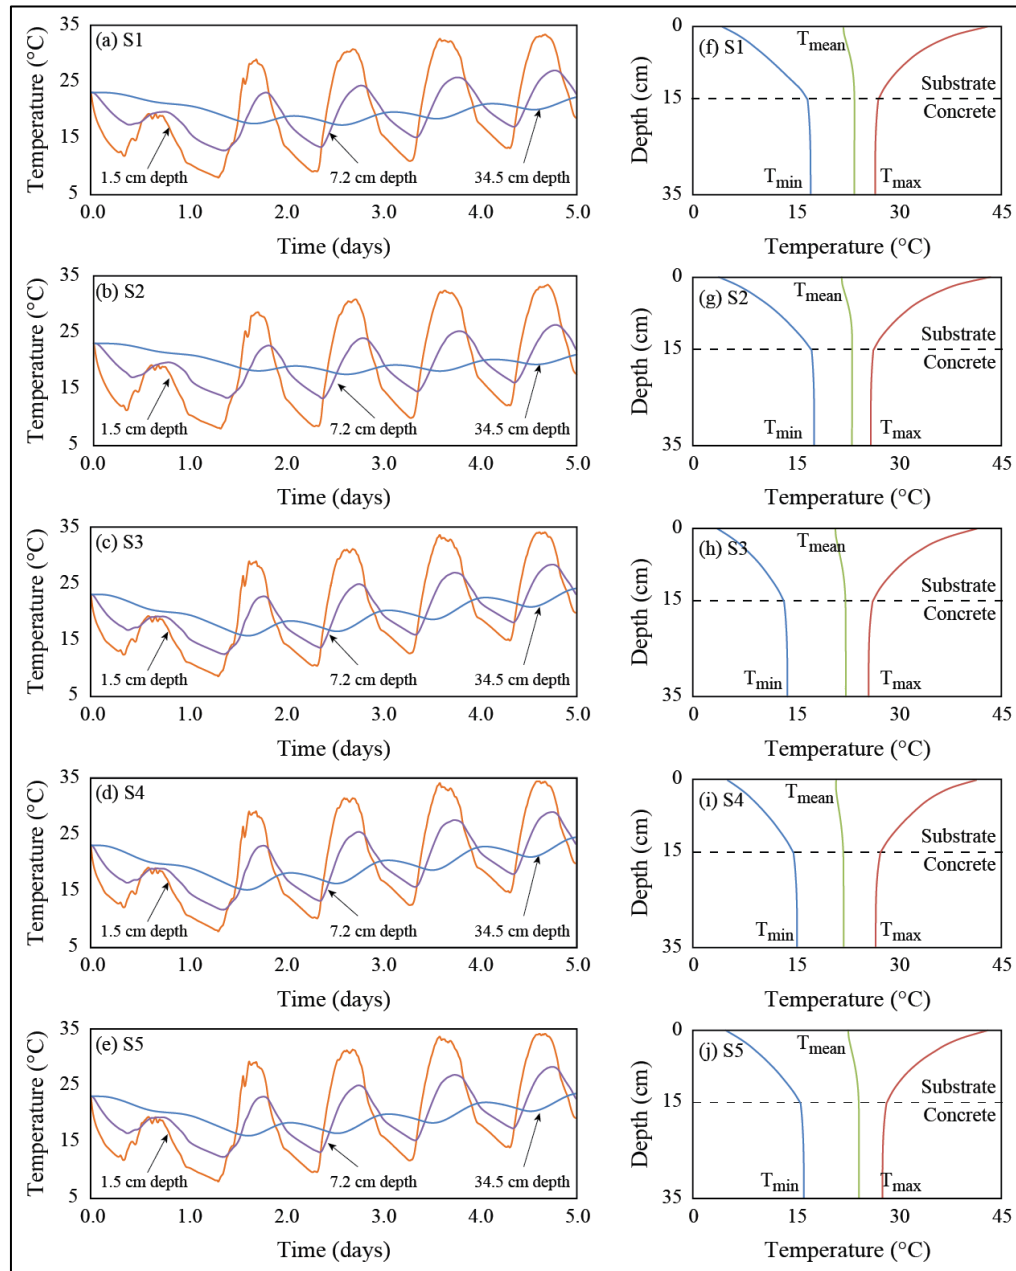 (a) S1
Temperature (°C)
35
25
15
5
1.5 cm depth
7.2 cm depth
34.5 cm depth
0.0 1.0 2.0 3.0 4.0 5.0
Time (days)
(f) S1
Depth (cm)
0
15
35
Tmean
Substrate
Concrete
Tmin
Tmax
15 30 45
Temperature (°C)
(b) S2
Temperature (°C)
35
25
15
5
1.5 cm depth
7.2 cm depth
34.5 cm depth
0.0 1.0 2.0 3.0 4.0 5.0
Time (days)
(g) S2
Depth (cm)
0
15
35
Tmean
Substrate
Concrete
Tmin
Tmax
15 30 45
Temperature (°C)
(c) S3
Temperature (°C)
35
25
15
5
1.5 cm depth
7.2 cm depth
34.5 cm depth
0.0 1.0 2.0 3.0 4.0 5.0
Time (days)
(h) S3
Depth (cm)
0
15
35
Tmean
Substrate
Concrete
Tmin
Tmax
15 30 45
Temperature (°C)
(d) S4
Temperature (°C)
35
25
15
5
1.5 cm depth
7.2 cm depth
34.5 cm depth
0.0 1.0 2.0 3.0 4.0 5.0
Time (days)
(i) S4
Depth (cm)
0
15
35
Tmean
Substrate
Concrete
Tmin
Tmax
15 30 45
Temperature (°C)
(e) S5
Temperature (°C)
35
25
15
5
1.5 cm depth
7.2 cm depth
34.5 cm depth
0.0 1.0 2.0 3.0 4.0 5.0
Time (days)
(j) S5
Depth (cm)
0
15
35
Tmean
Substrate
Concrete
Tmin
Tmax
15 30 45
Temperature (°C)